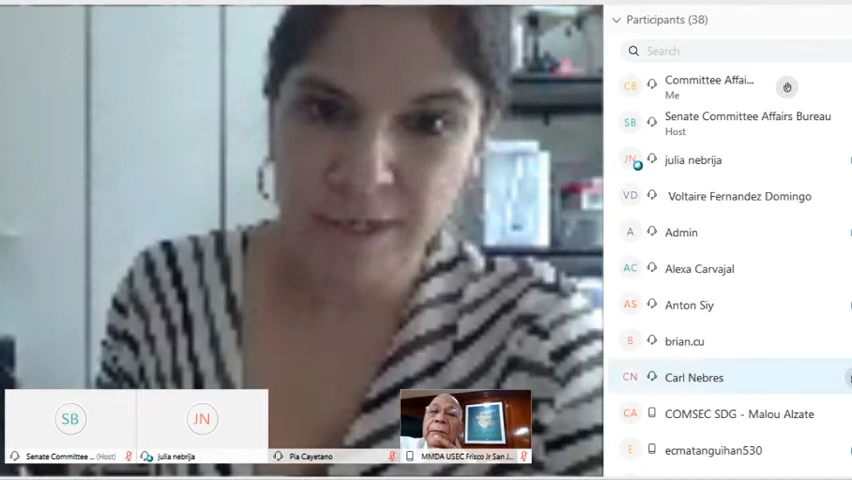 Participants (38)
Search
CB
Committee Affai...
Me
SB
Senate Committee Affairs Bureau
Host
JN
julia nebrija
VD
Voltaire Fernandez Domingo
A
Admin
AC
Alexa Carvajal
AS
Anton Siy
B
brian.cu
CN
Carl Nebres
CA
COMSEC SDG - Malou Alzate
E
ecmatanguihan530
SB
JN
Senate Committee ... (Host)
julia nebrija
Pia Cayetano
MMDA USEC Frisco Jr San J...